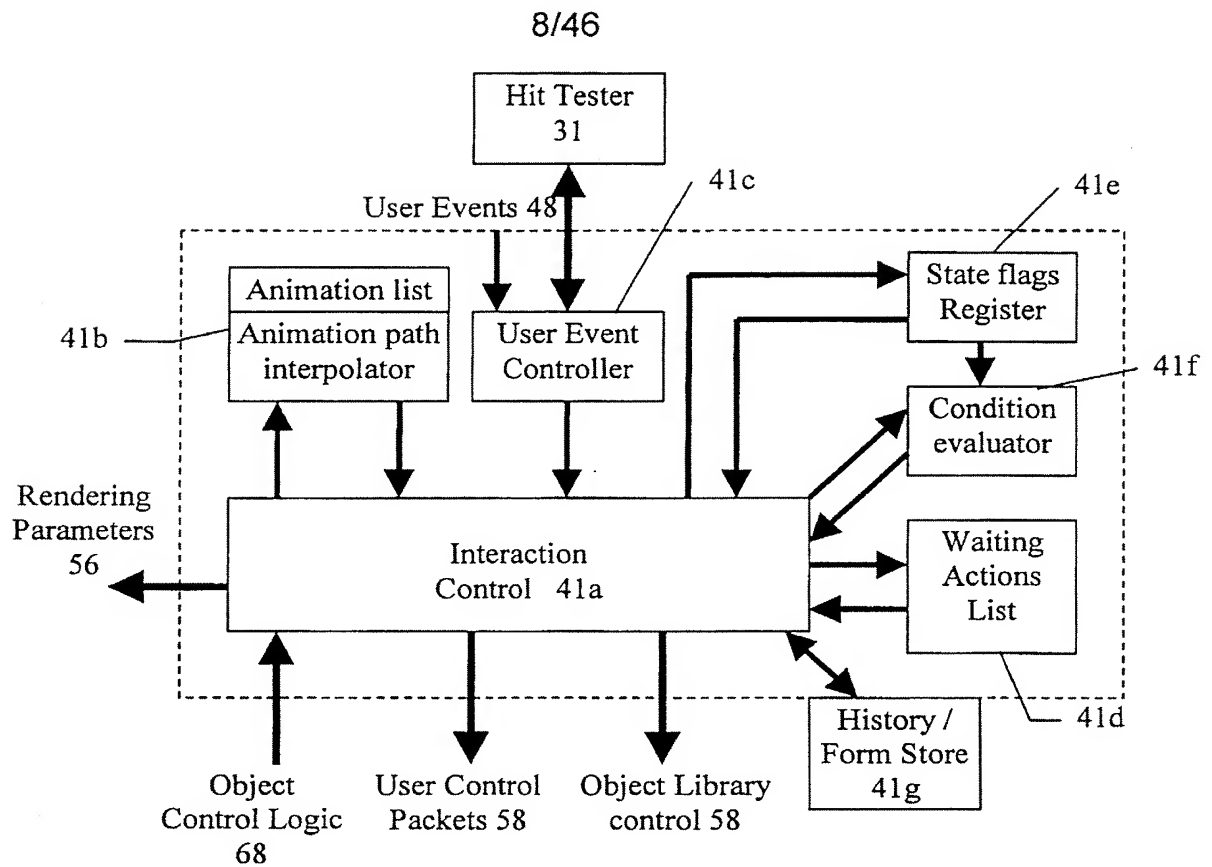 8/46
Hit Tester
31
41c
41e
User Events 48
State flags
Register
Animation list
Animation path
interpolator
41b
User Event
Controller
41f
Condition
evaluator
Rendering
Parameters
56
Interaction
Control 41a
Waiting
Actions
List
41d
History /
Form Store
41g
Object
Control Logic
68
User Control
Packets 58
Object Library
control 58